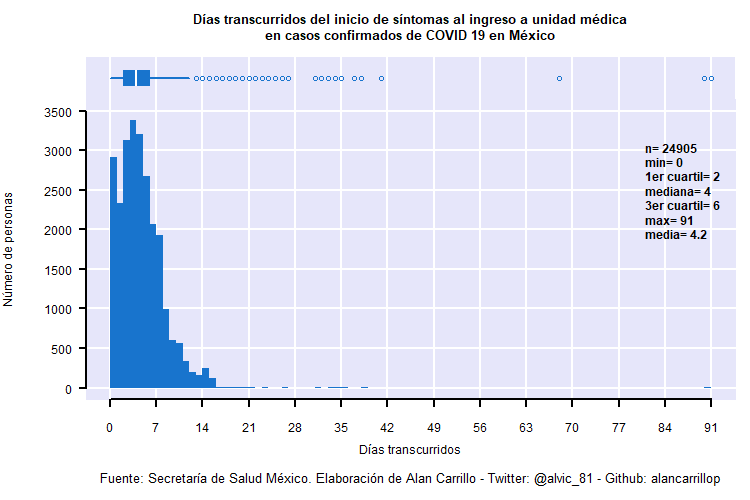 Días transcurridos del inicio de síntomas al ingreso a unidad médica
en casos confirmados de COVID 19 en México
3500
3000
2500
2000
1500
1000
500
0
Número de personas
n= 24905
min= 0
1er cuartil= 2
mediana= 4
3er cuartil= 6
max= 91
media= 4.2
0 7 14 21 28 35 42 49 56 63 70 77 84 91
Días transcurridos
Fuente: Secretaría de Salud México. Elaboración de Alan Carrillo - Twitter: @alvic_81 - Github: alancarrillop